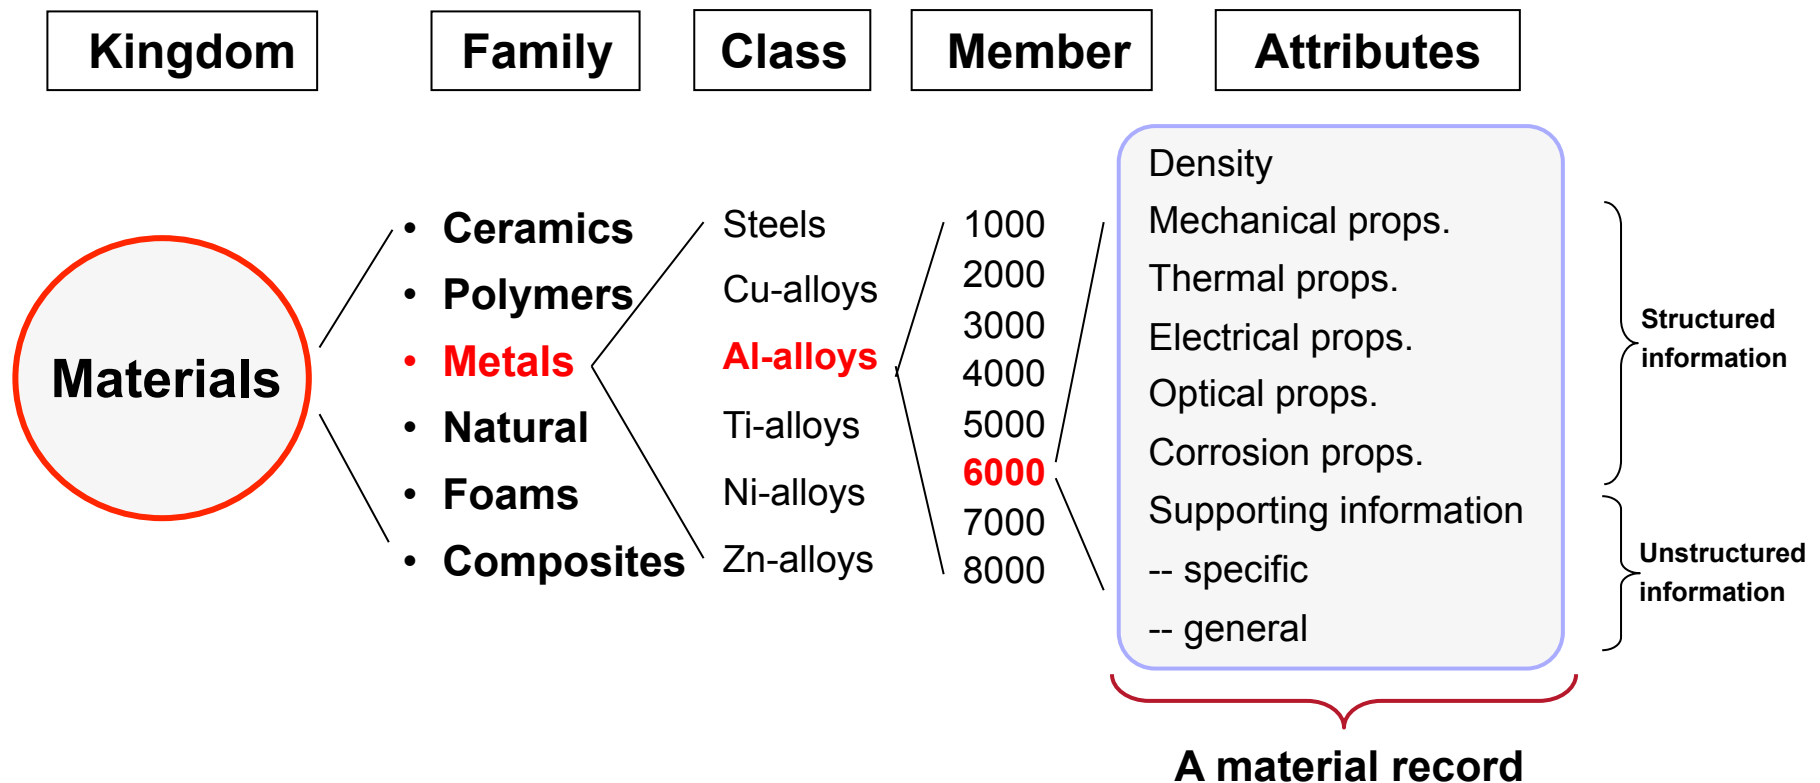 Kingdom
Family
Class
Member
Attributes
Materials
• Ceramics
• Polymers
• Metals
• Natural
• Foams
• Composites
Steels
Cu-alloys
Al-alloys
Ti-alloys
Ni-alloys
Zn-alloys
1000
2000
3000
4000
5000
6000
7000
8000
Density
Mechanical props.
Thermal props.
Electrical props.
Optical props.
Corrosion props.
Supporting information
-- specific
-- general
Structured
information
Unstructured
information
A material record